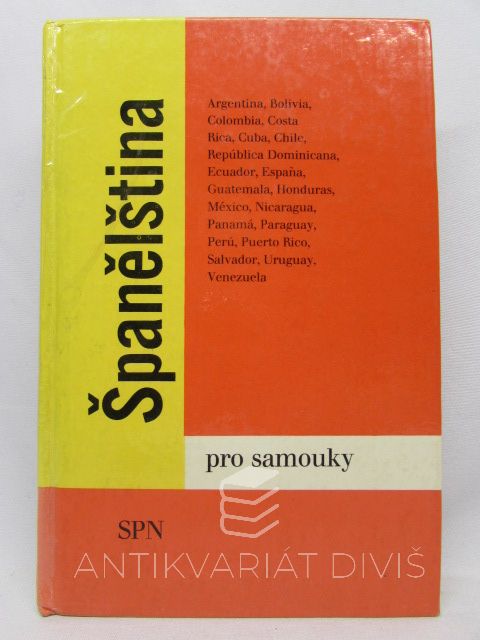 Španělština
Argentina, Bolivia,
Colombia, Costa
Rica, Cuba, Chile,
República Dominicana,
Ecuador, España,
Guatemala, Honduras,
México, Nicaragua,
Panamá, Paraguay,
Perú, Puerto Rico,
Salvador, Uruguay,
Venezuela
pro samouky
SPN
ANTIKVARIÁT DIVIŠ